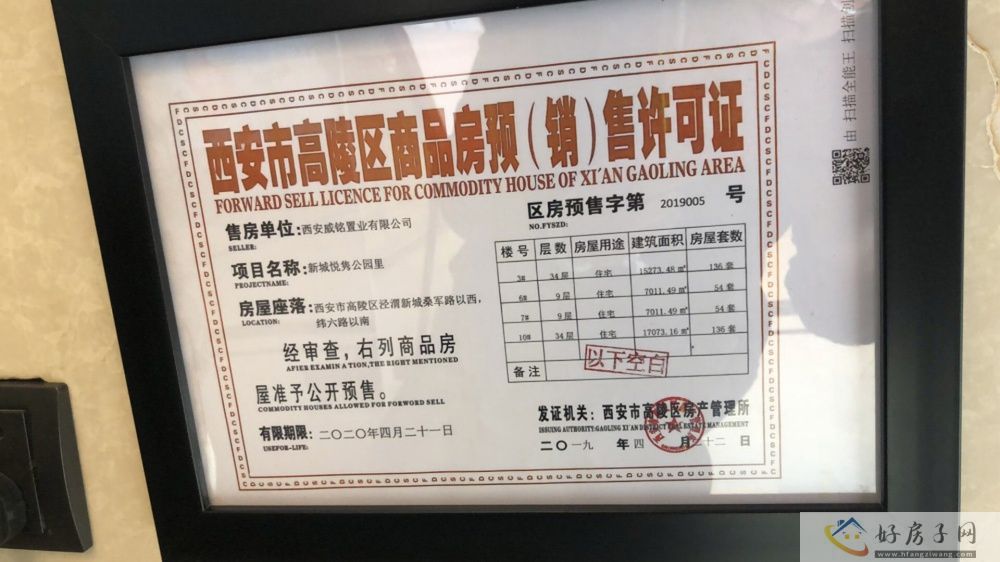 西安市高陵区商品房预（销）售许可证
FORWARD SELL LICENCE FOR COMMODITY HOUSE OF XI'AN GAOLING AREA
区房预售字第 2019005 号
NO.FYSZD:
售房单位:西安威铭置业有限公司
SELLER:
项目名称:新城悦隽公园里
PROJECTNAME:
房屋座落:西安市高陵区泾渭新城桑军路以西，
LOCATION: 纬六路以南
经审查，右列商品房
AFIER EXAMIN A TION,THE RIGHT MENTIONED
屋准予公开预售。
COMMODITY HOUSES ALLOWED FOR FORWORD SELL
有限期限: 二〇二〇年四月二十一日
USEFOR-LIFE:
楼号 层数 房屋用途 建筑面积 房屋套数
3# 34层 住宅 15273.48㎡ 136套
6# 9层 住宅 7011.49㎡ 54套
7# 9层 住宅 7011.49㎡ 54套
10# 34层 住宅 17073.16㎡ 136套
以下空白
备注
发证机关: 西安市高陵区房产管理所
ISSUING AUTHORITY:GAOLING XI'AN DISTRICT REAL ESTATE MANAGEMENT
二〇一九 年四 月二十二 日
由 扫描全能王 扫描创
好房子网
www.hfangziwang.com